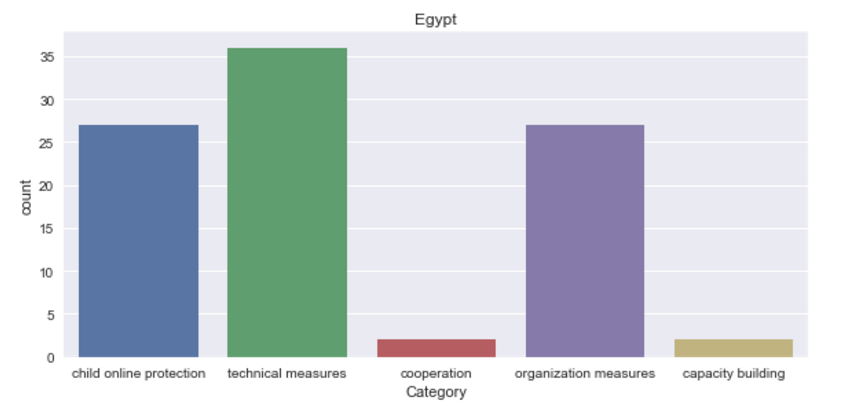 Egypt
35
30
25
20
15
10
5
0
count
child online protection
technical measures
cooperation
organization measures
capacity building
Category